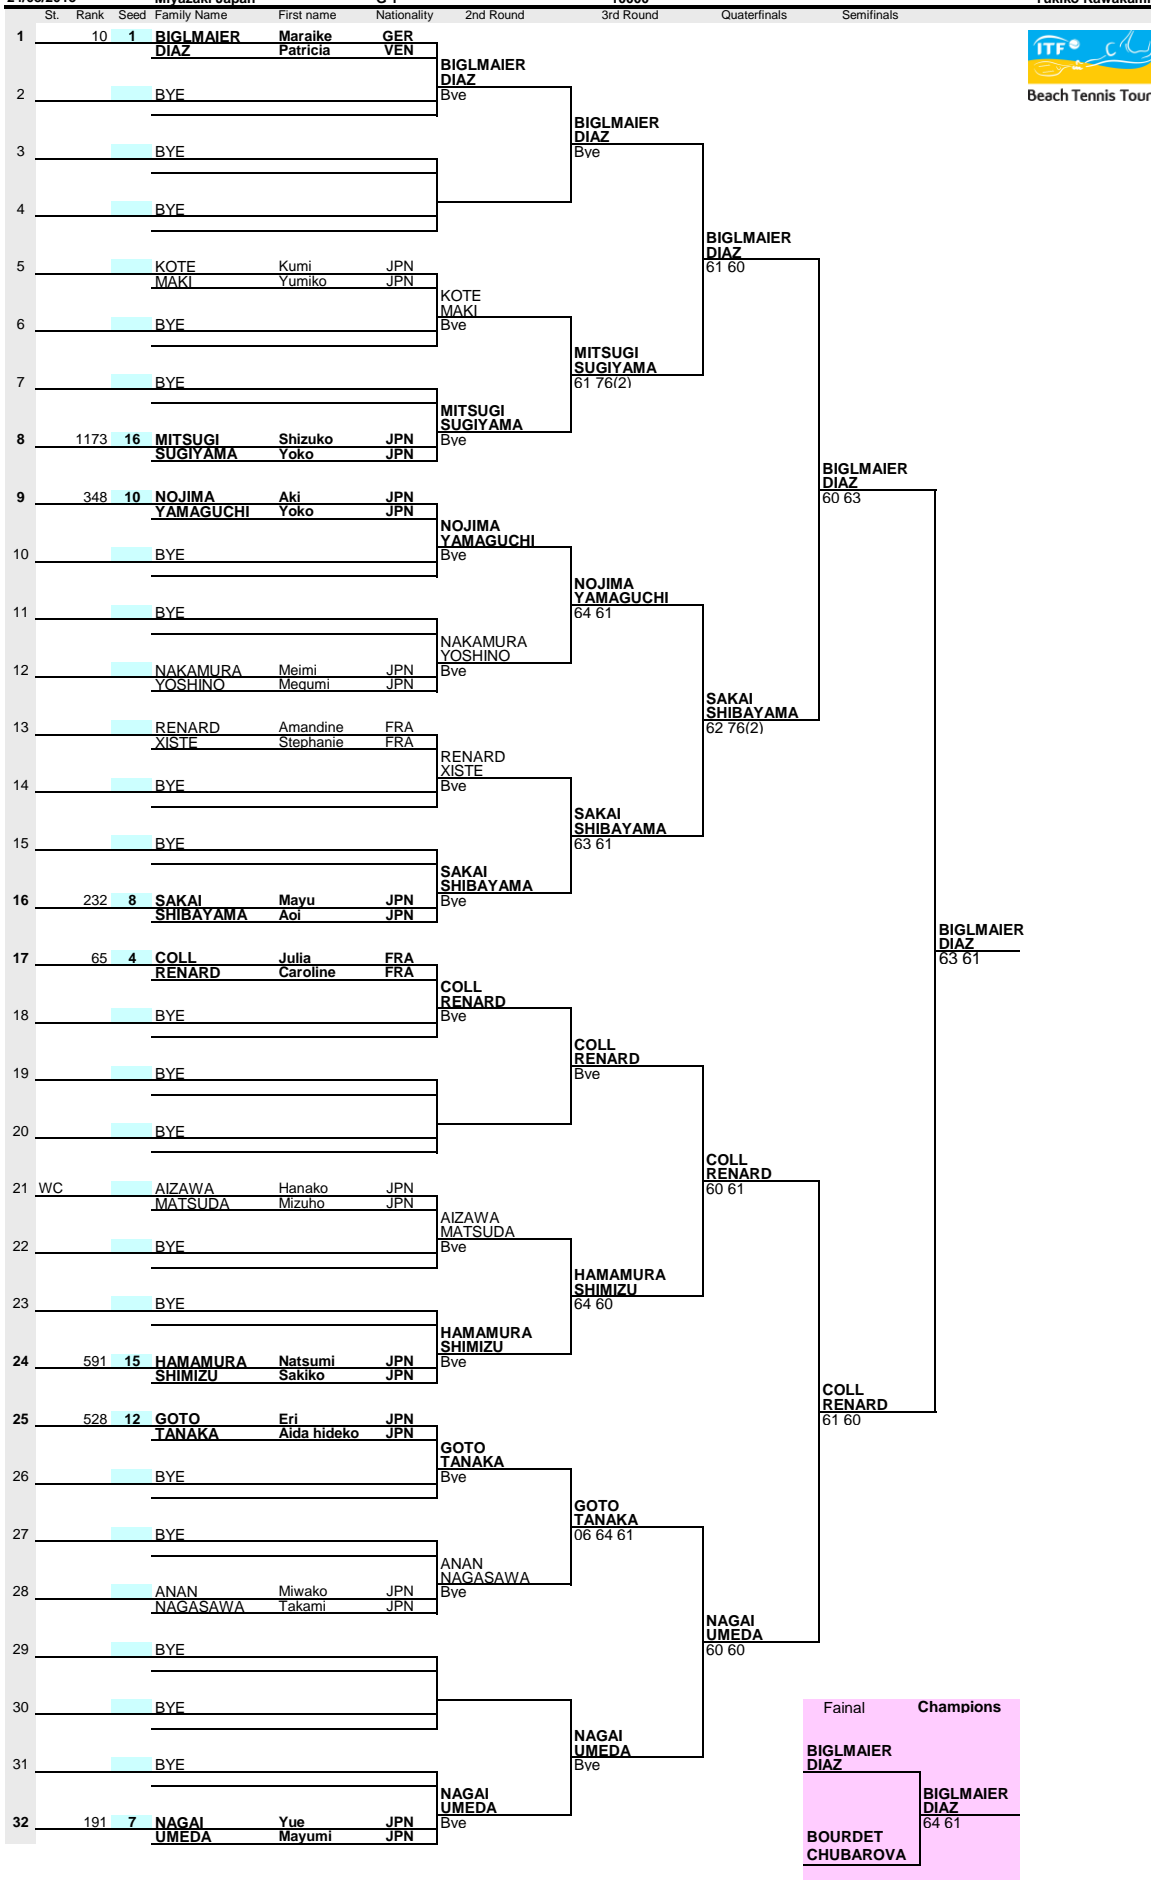 St. Rank Seed Family Name First name Nationality 2nd Round 3rd Round Quaterfinals Semifinals
ITF
Beach Tennis Tour
1 10 1 BIGLMAIER Maraike GER
DIAZ Patricia VEN
BIGLMAIER
DIAZ
2 BYE Bye
BIGLMAIER
DIAZ
3 BYE Bye
4 BYE
BIGLMAIER
DIAZ
5 KOTE Kumi JPN 61 60
MAKI Yumiko JPN
KOTE
MAKI
6 BYE Bye
MITSUGI
SUGIYAMA
7 BYE 61 76(2)
MITSUGI
SUGIYAMA
8 1173 16 MITSUGI Shizuko JPN Bye
SUGIYAMA Yoko JPN
BIGLMAIER
DIAZ
9 348 10 NOJIMA Aki JPN 60 63
YAMAGUCHI Yoko JPN
NOJIMA
YAMAGUCHI
10 BYE Bye
NOJIMA
YAMAGUCHI
11 BYE 64 61
NAKAMURA
YOSHINO
12 NAKAMURA Meimi JPN Bye
YOSHINO Megumi JPN
SAKAI
SHIBAYAMA
13 RENARD Amandine FRA 62 76(2)
XISTE Stephanie FRA
RENARD
XISTE
14 BYE Bye
SAKAI
SHIBAYAMA
15 BYE 63 61
SAKAI
SHIBAYAMA
16 232 8 SAKAI Mayu JPN Bye
SHIBAYAMA Aoi JPN
BIGLMAIER
DIAZ
17 65 4 COLL Julia FRA 63 61
RENARD Caroline FRA
COLL
RENARD
18 BYE Bye
COLL
RENARD
19 BYE Bye
20 BYE
COLL
RENARD
21 WC AIZAWA Hanako JPN 60 61
MATSUDA Mizuho JPN
AIZAWA
MATSUDA
22 BYE Bye
HAMAMURA
SHIMIZU
23 BYE 64 60
HAMAMURA
SHIMIZU
24 591 15 HAMAMURA Natsumi JPN Bye
SHIMIZU Sakiko JPN
COLL
RENARD
25 528 12 GOTO Eri JPN 61 60
TANAKA Aida hideko JPN
GOTO
TANAKA
26 BYE Bye
GOTO
TANAKA
27 BYE 06 64 61
ANAN
NAGASAWA
28 ANAN Miwako JPN Bye
NAGASAWA Takami JPN
NAGAI
UMEDA
29 BYE 60 60
30 BYE Fainal Champions
NAGAI
UMEDA
31 BYE Bye
BIGLMAIER
DIAZ
NAGAI BIGLMAIER
UMEDA DIAZ
32 191 7 NAGAI Yue JPN Bye 64 61
UMEDA Mayumi JPN
BOURDET
CHUBAROVA